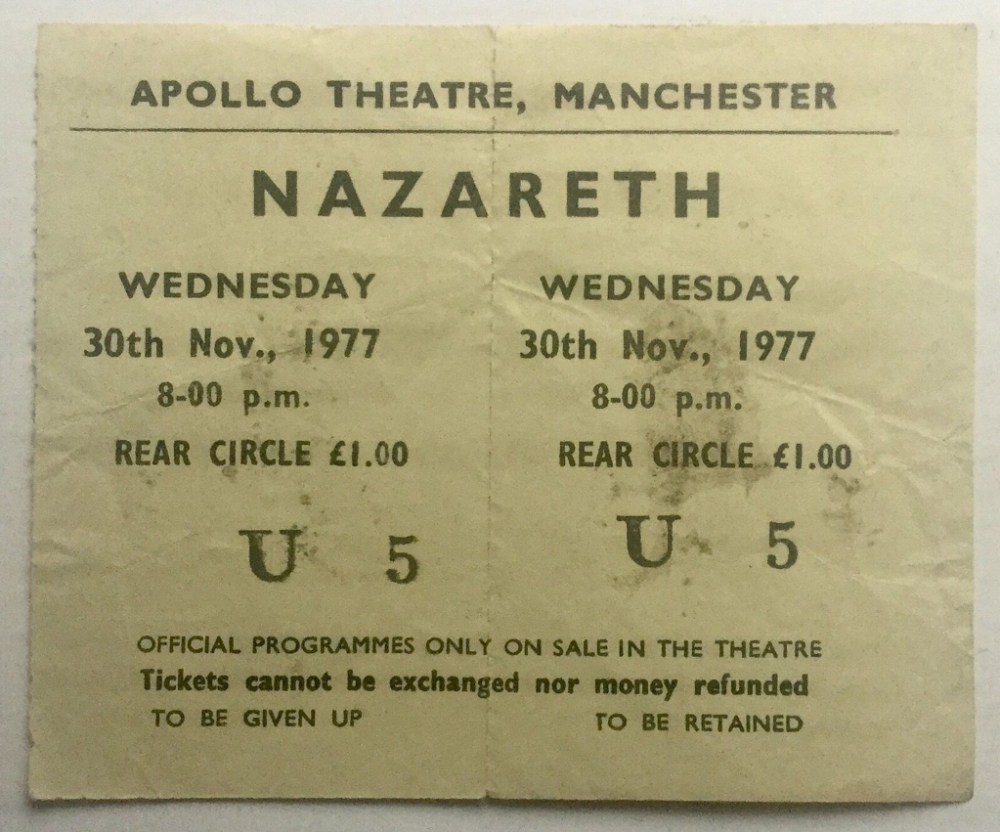 APOLLO THEATRE, MANCHESTER
NAZARETH
WEDNESDAY WEDNESDAY
30th Nov., 1977 30th Nov., 1977
8-00 p.m. 8-00 p.m.
REAR CIRCLE £1.00 REAR CIRCLE £1.00
U 5 U 5
OFFICIAL PROGRAMMES ONLY ON SALE IN THE THEATRE
Tickets cannot be exchanged nor money refunded
TO BE GIVEN UP TO BE RETAINED